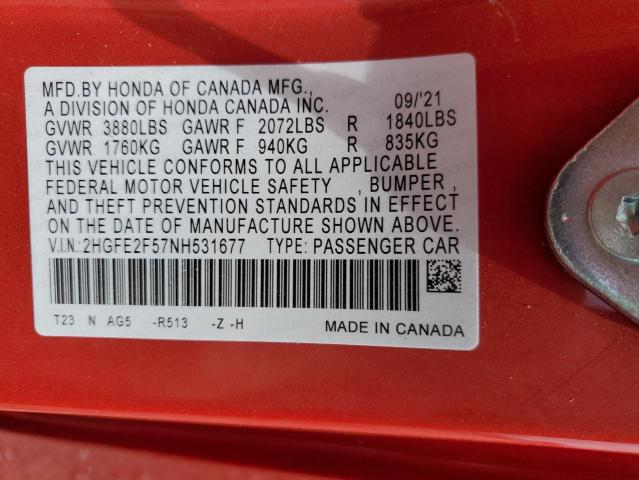 MFD.BY HONDA OF CANADA MFG.,
A DIVISION OF HONDA CANADA INC. 09/'21
GVWR 3880LBS GAWR F 2072LBS R 1840LBS
GVWR 1760KG GAWR F 940KG R 835KG
THIS VEHICLE CONFORMS TO ALL APPLICABLE
FEDERAL MOTOR VEHICLE SAFETY , BUMPER ,
AND THEFT PREVENTION STANDARDS IN EFFECT
ON THE DATE OF MANUFACTURE SHOWN ABOVE.
V.I.N.:2HGFE2F57NH531677 TYPE: PASSENGER CAR
T23 N AG5 -R513 -Z -H MADE IN CANADA